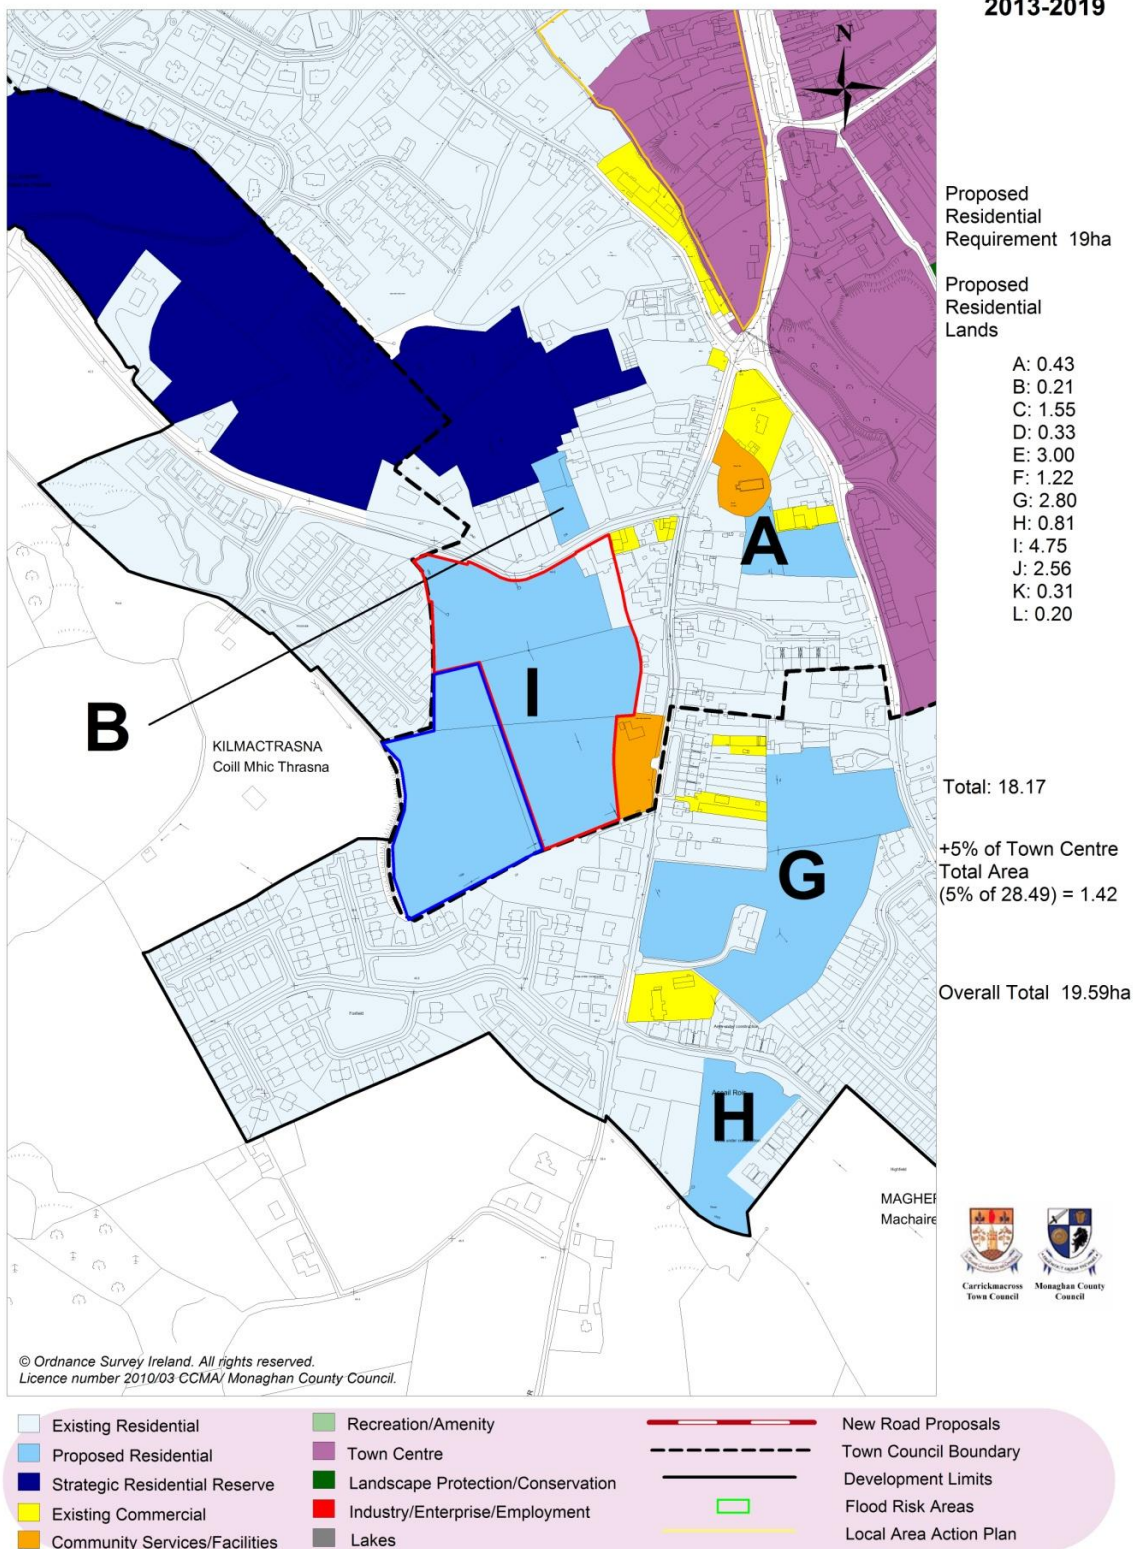 2013-2019
N
Proposed
Residential
Requirement 19ha
Proposed
Residential
Lands
A: 0.43
B: 0.21
C: 1.55
D: 0.33
E: 3.00
F: 1.22
G: 2.80
H: 0.81
I: 4.75
J: 2.56
K: 0.31
L: 0.20
A
I
B
KILMACTRASNA
Coill Mhic Thrasna
Total: 18.17
+5% of Town Centre
Total Area
(5% of 28.49) = 1.42
G
Overall Total 19.59ha
H
MAGHER
Machaire
Carrickmacross
Town Council
Monaghan County
Council
© Ordnance Survey Ireland. All rights reserved.
Licence number 2010/03 CCMA/ Monaghan County Council.
Existing Residential
Proposed Residential
Strategic Residential Reserve
Existing Commercial
Community Services/Facilities
Recreation/Amenity
Town Centre
Landscape Protection/Conservation
Industry/Enterprise/Employment
Lakes
New Road Proposals
Town Council Boundary
Development Limits
Flood Risk Areas
Local Area Action Plan